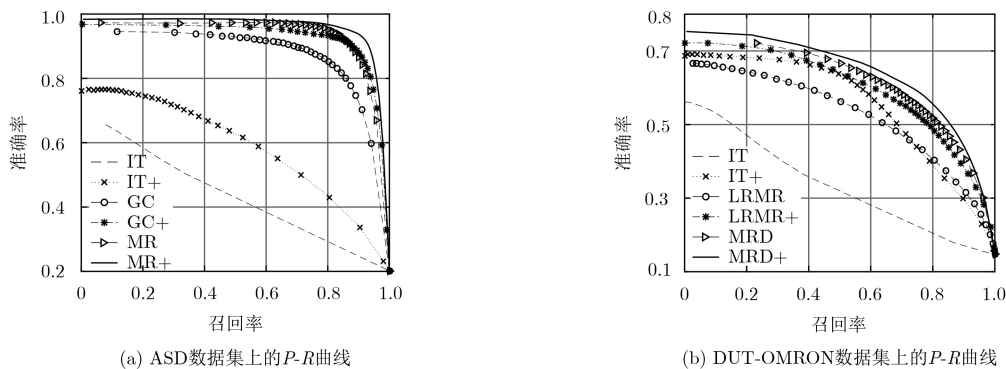 1.0
0.8
0.6
0.4
0.2
准确率
IT
IT+
GC
GC+
MR
MR+
0 0.2 0.4 0.6 0.8 1.0
召回率
(a) ASD数据集上的P-R曲线
0.8
0.7
0.5
0.3
0.1
准确率
IT
IT+
LRMR
LRMR+
MRD
MRD+
0 0.2 0.4 0.6 0.8 1.0
召回率
(b) DUT-OMRON数据集上的P-R曲线